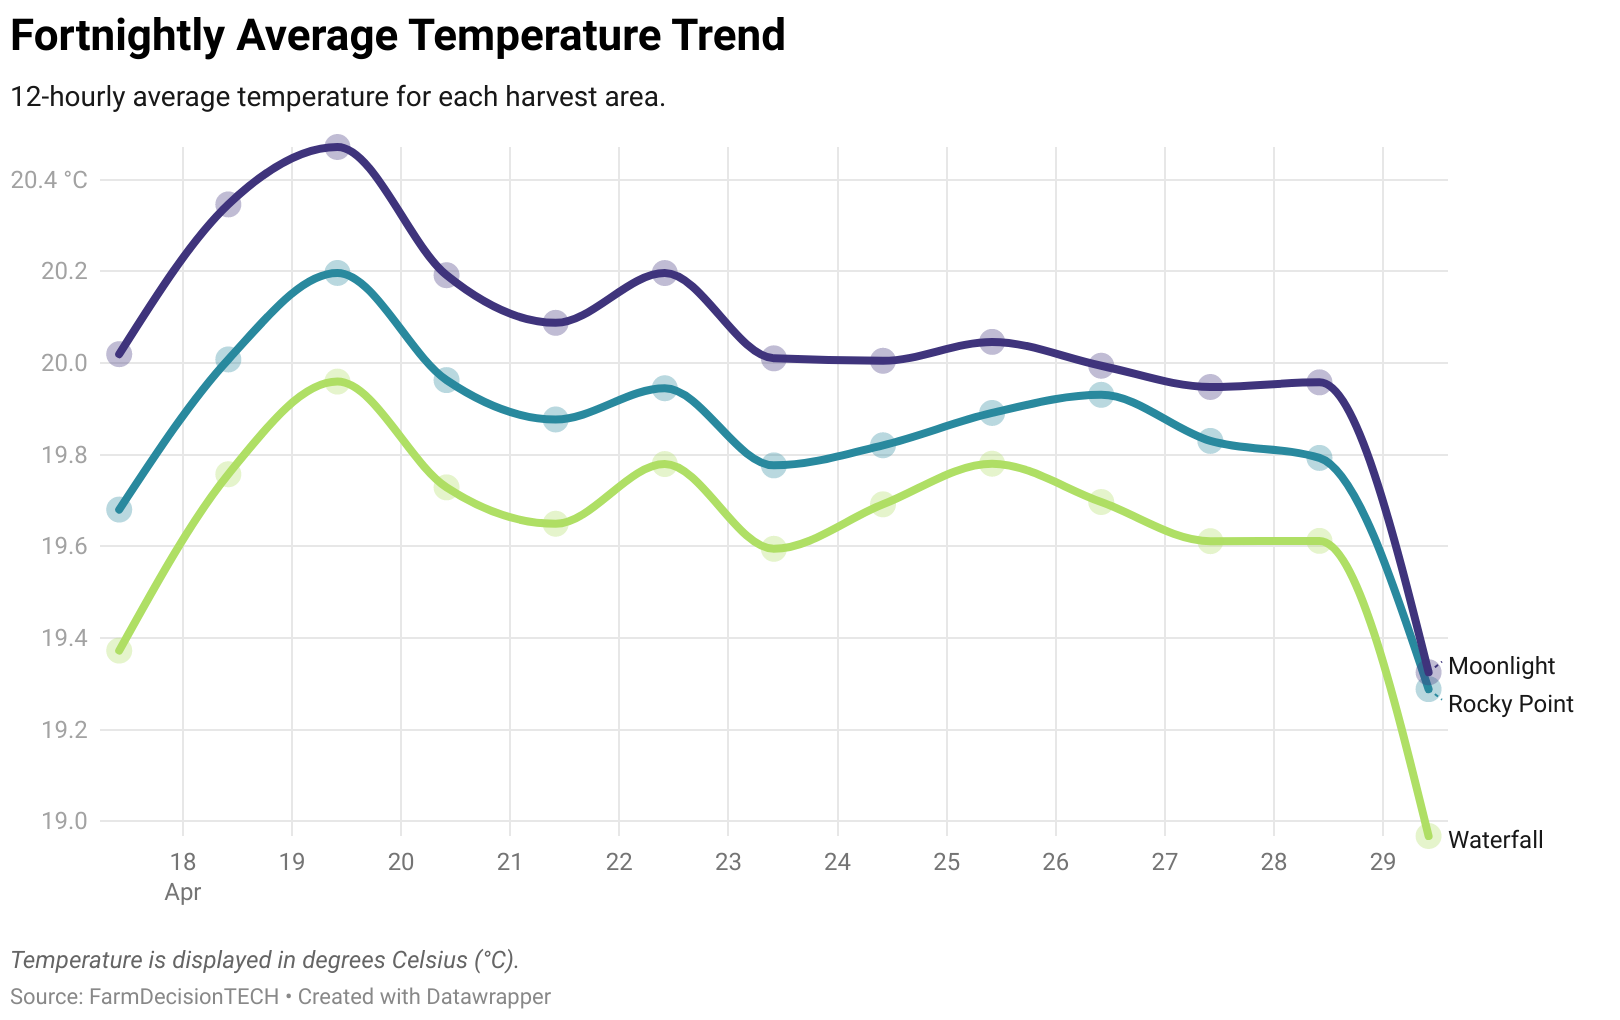 Fortnightly Average Temperature Trend
12-hourly average temperature for each harvest area.
20.4 °C
20.2
20.0
19.8
19.6
19.4
19.2
19.0
Moonlight
Rocky Point
Waterfall
18 19 20 21 22 23 24 25 26 27 28 29
Apr
Temperature is displayed in degrees Celsius (°C).
Source: FarmDecisionTECH • Created with Datawrapper